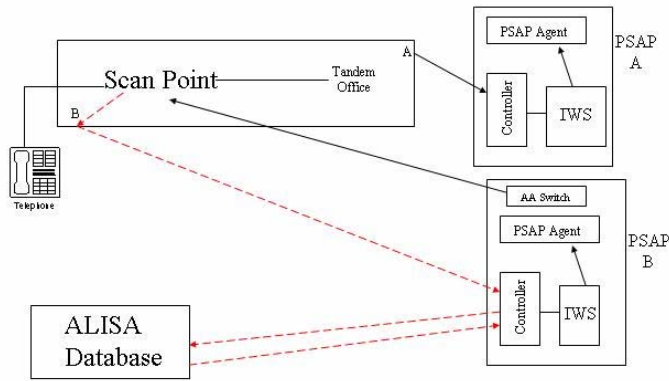 PSAP Agent
PSAP
A
A
Scan Point
Tandem
Office
Controller
IWS
B
Telephone
AA Switch
PSAP Agent
PSAP
B
Controller
IWS
ALISA
Database